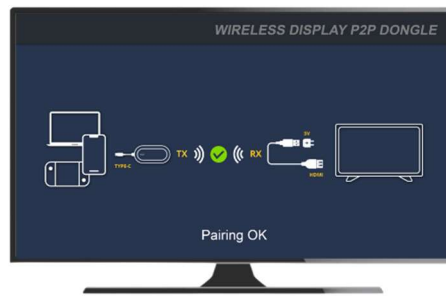 WIRELESS DISPLAY P2P DONGLE
5V
TX
RX
TYPE-C
HDMI
Pairing OK